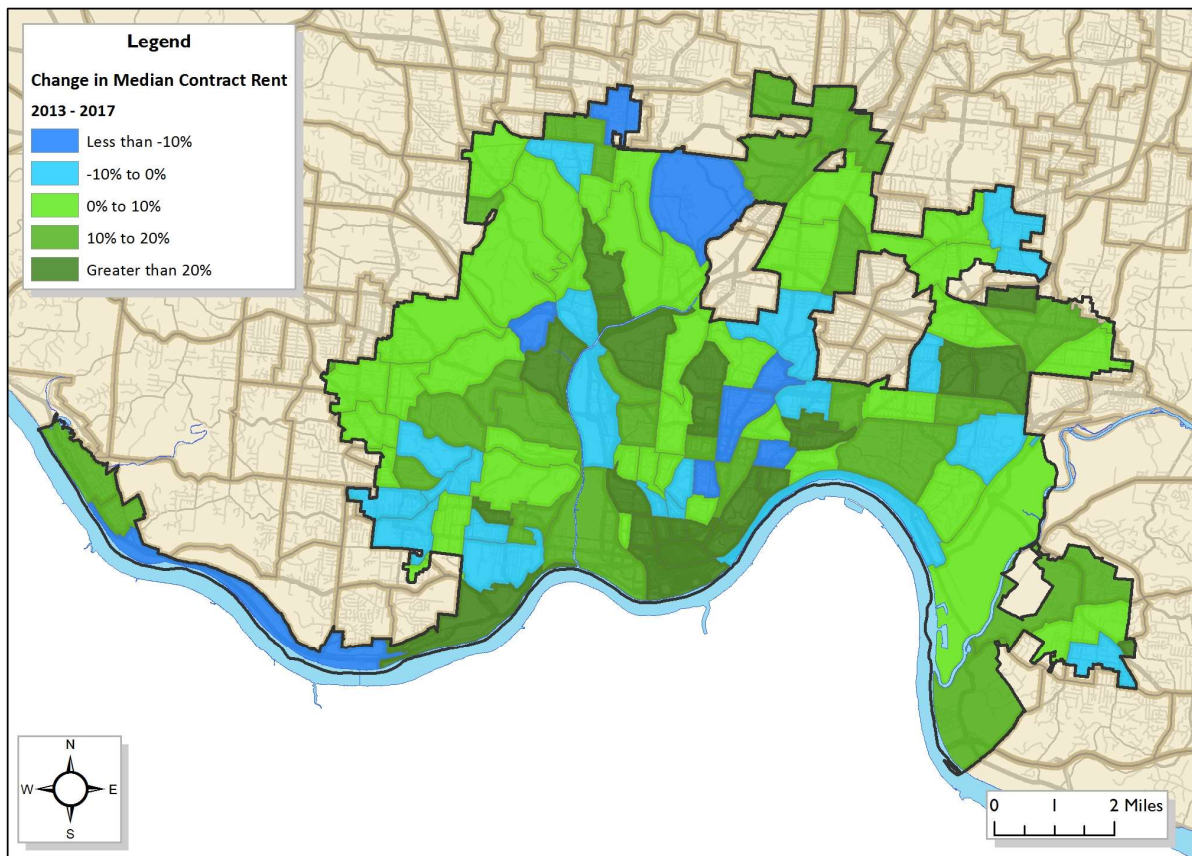 Legend
Change in Median Contract Rent
2013 - 2017
Less than -10%
-10% to 0%
0% to 10%
10% to 20%
Greater than 20%
N
W E
S
0 1 2 Miles